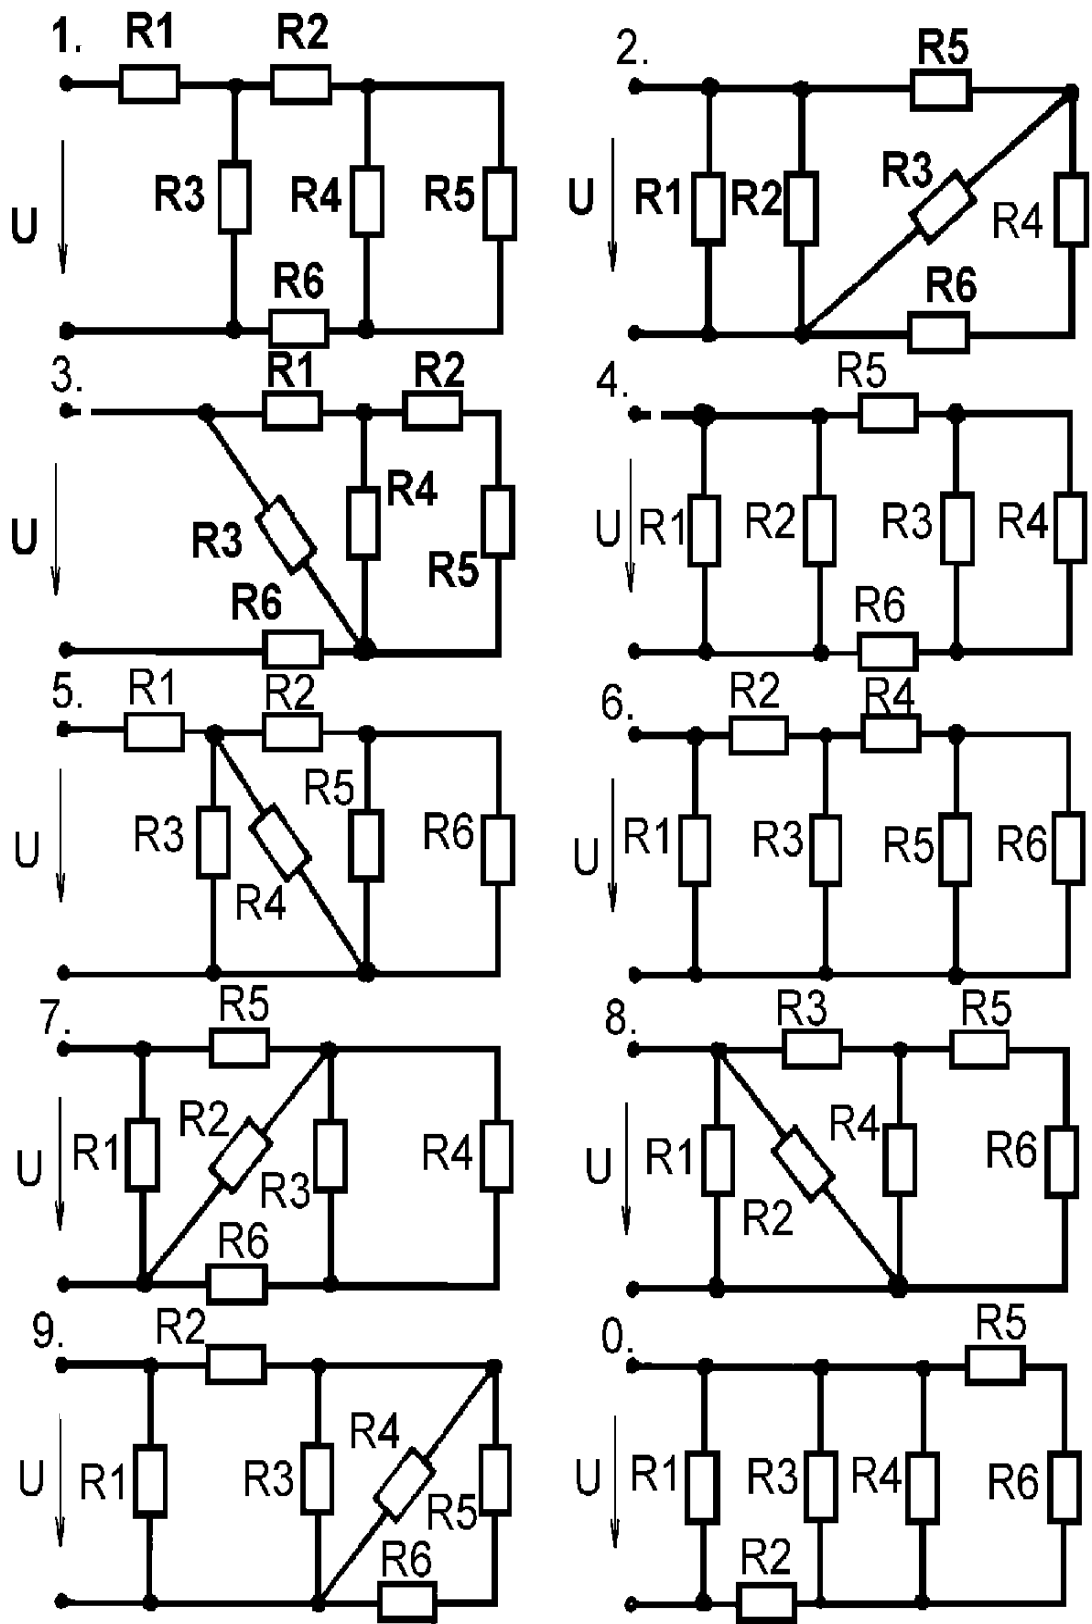 1. R1 R2
R3 R4 R5
U
R6
2. R5
R3
U R1 R2 R4
R6
3. R1 R2
R4
U R3 R5
R6
4. R5
U R1 R2 R3 R4
R6
5. R1 R2
R5
U R3 R6
R4
6. R2 R4
U R1 R3 R5 R6
7. R5
R2
U R1 R3 R4
R6
8. R3 R5
R4
U R1 R6
R2
9. R2
R4
U R1 R3 R5
R6
0. R5
U R1 R3 R4 R6
R2